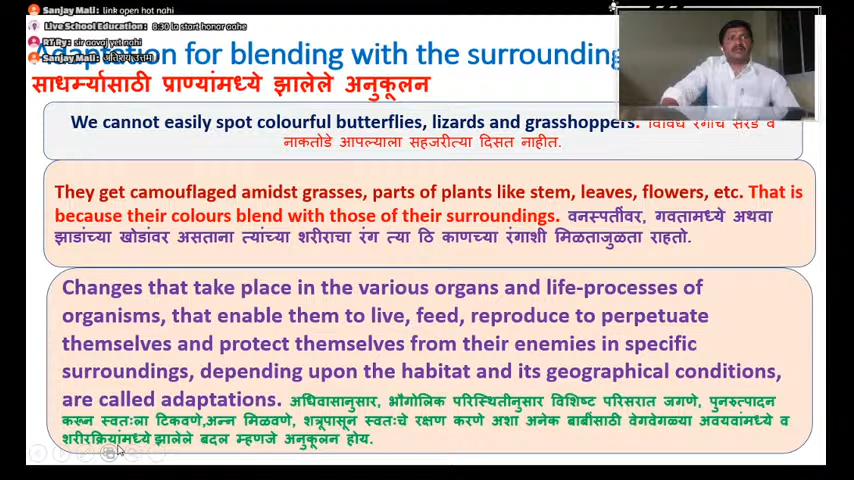 Sanjay Mali: link open hot nahi
Live School Education: 8:30 la start honar aahe
RT Ry: sir aavaj yet nahi
Sanjay Mali: अतिशय उत्तम
Adaptation for blending with the surrounding
साधर्म्यासाठी प्राण्यांमध्ये झालेले अनुकूलन
We cannot easily spot colourful butterflies, lizards and grasshoppers. विविध रंगांचे सरडे व
नाकतोडे आपल्याला सहजरीत्या दिसत नाहीत.
They get camouflaged amidst grasses, parts of plants like stem, leaves, flowers, etc. That is
because their colours blend with those of their surroundings. वनस्पतींवर, गवतामध्ये अथवा
झाडांच्या खोडांवर असताना त्यांच्या शरीराचा रंग त्या ठि काणच्या रंगाशी मिळताजुळता राहतो.
Changes that take place in the various organs and life-processes of
organisms, that enable them to live, feed, reproduce to perpetuate
themselves and protect themselves from their enemies in specific
surroundings, depending upon the habitat and its geographical conditions,
are called adaptations. अधिवासानुसार, भौगोलिक परिस्थितीनुसार विशिष्ट परिसरात जगणे, पुनरुत्पादन
करून स्वतःला टिकवणे,अन्न मिळवणे, शत्रूपासून स्वतःचे रक्षण करणे अशा अनेक बाबींसाठी वेगवेगळ्या अवयवांमध्ये व
शरीरक्रियांमध्ये झालेले बदल म्हणजे अनुकूलन होय.